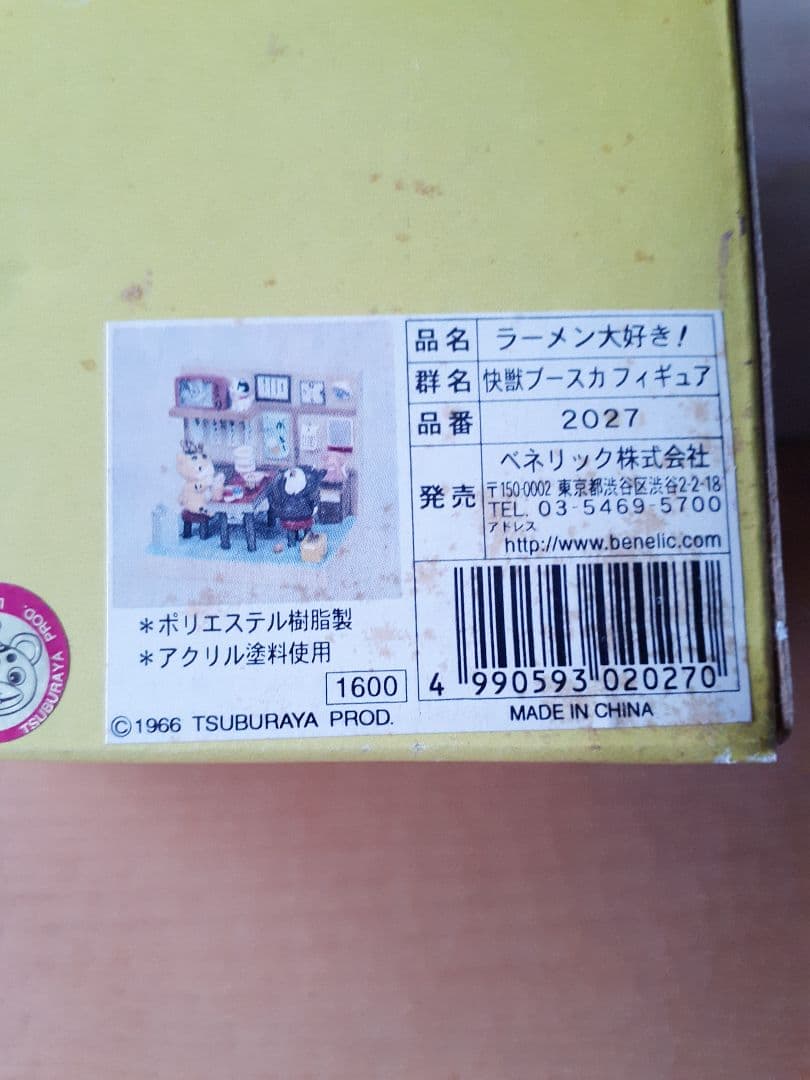 品名 ラーメン大好き!
群名 快獣ブースカ フィギュア
品番 2027
発売 ベネリック株式会社
〒150-0002 東京都渋谷区渋谷2-2-18
TEL. 03-5469-5700
アドレス
http://www.benelic.com
*ポリエステル樹脂製
*アクリル塗料使用
1600
4 990593 020270
©1966 TSUBURAYA PROD.
MADE IN CHINA
TSUBURAYA PROD.